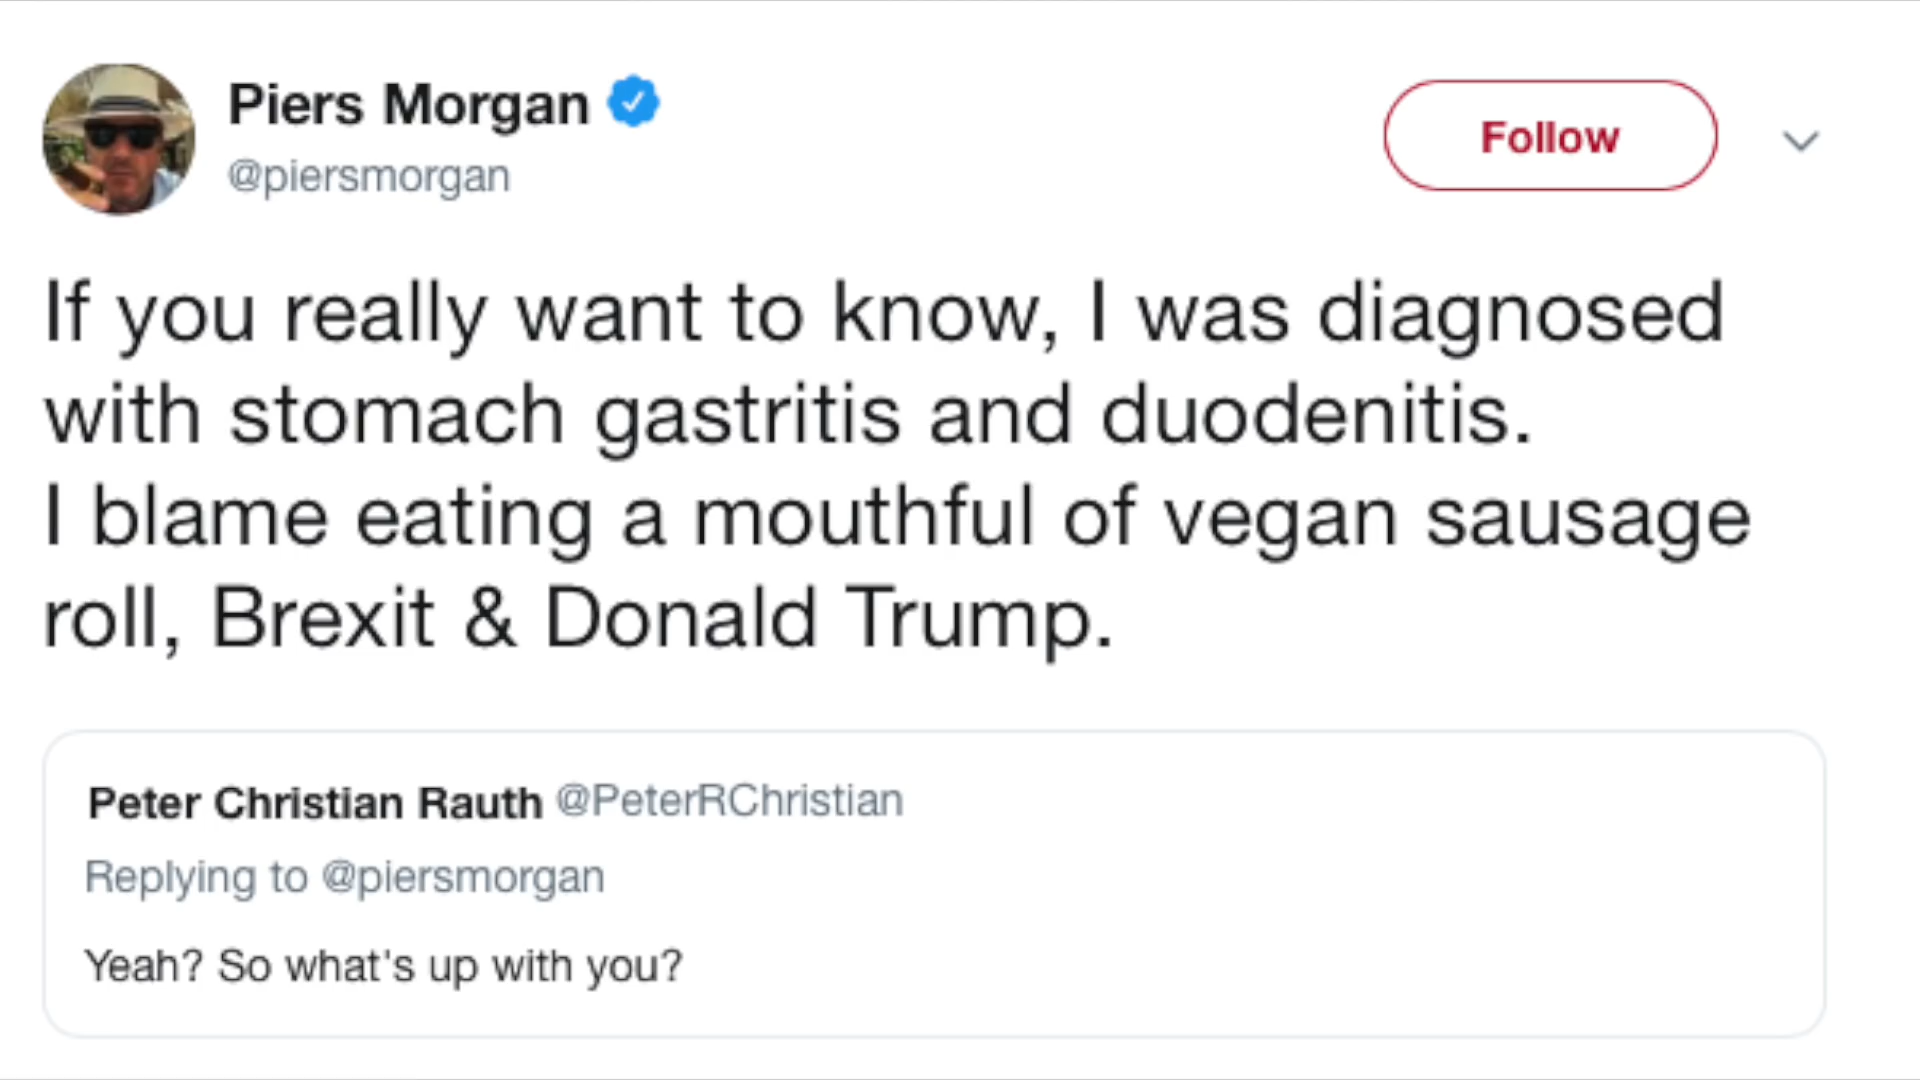 Piers Morgan
@piersmorgan
Follow
If you really want to know, I was diagnosed
with stomach gastritis and duodenitis.
I blame eating a mouthful of vegan sausage
roll, Brexit & Donald Trump.
Peter Christian Rauth @PeterRChristian
Replying to @piersmorgan
Yeah? So what's up with you?